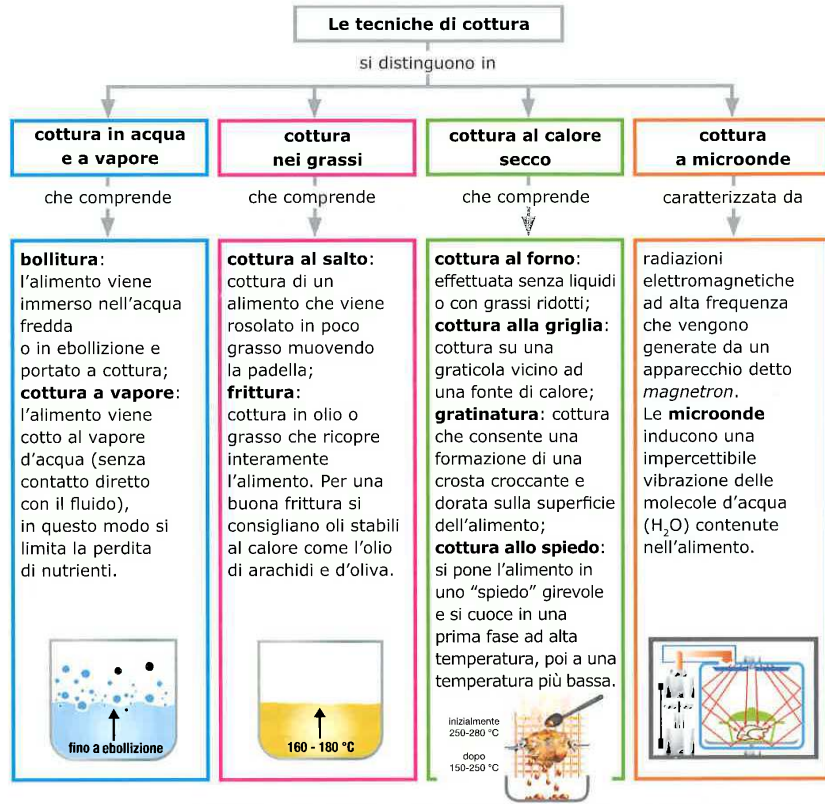 Le tecniche di cottura
si distinguono in
cottura in acqua
e a vapore
che comprende
bollitura:
l'alimento viene
immerso nell'acqua
fredda
o in ebollizione e
portato a cottura;
cottura a vapore:
l'alimento viene
cotto al vapore
d'acqua (senza
contatto diretto
con il fluido),
in questo modo si
limita la perdita
di nutrienti.
fino a ebollizione
cottura
nei grassi
che comprende
cottura al salto:
cottura di un
alimento che viene
rosolato in poco
grasso muovendo
la padella;
frittura:
cottura in olio o
grasso che ricopre
interamente
l'alimento. Per una
buona frittura si
consigliano oli stabili
al calore come l'olio
di arachidi e d'oliva.
160 - 180 °C
cottura al calore
secco
che comprende
cottura al forno:
effettuata senza liquidi
o con grassi ridotti;
cottura alla griglia:
cottura su una
graticola vicino ad
una fonte di calore;
gratinatura: cottura
che consente una
formazione di una
crosta croccante e
dorata sulla superficie
dell'alimento;
cottura allo spiedo:
si pone l'alimento in
uno "spiedo" girevole
e si cuoce in una
prima fase ad alta
temperatura, poi a una
temperatura più bassa.
inizialmente
250-280 °C
dopo
150-250 °C
cottura
a microonde
caratterizzata da
radiazioni
elettromagnetiche
ad alta frequenza
che vengono
generate da un
apparecchio detto
magnetron.
Le microonde
inducono una
impercettibile
vibrazione delle
molecole d'acqua
(H₂O) contenute
nell'alimento.